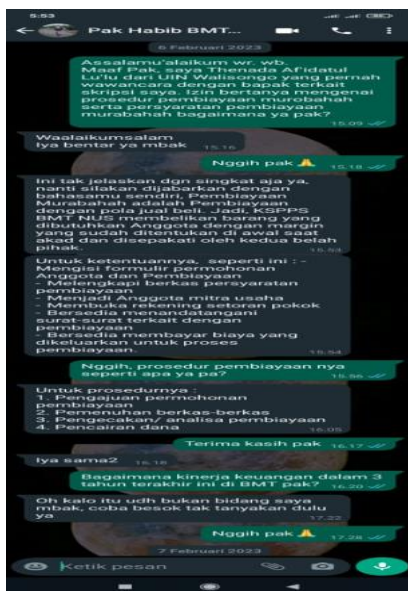 5:53
Pak Habib BMT...
6 Februari 2023
Assalamu'alaikum wr. wb.
Maaf Pak, saya Thenada Af'idatul
Lu'lu dari UIN Walisongo yang pernah
wawancara dengan bapak terkait
skripsi saya. Izin bertanya mengenai
prosedur pembiayaan murobahah
serta persyaratan pembiayaan
murabahah bagaimana ya pak?
15.09
Waalaikumsalam
Iya bentar ya mbak 15.16
Nggih pak 🙏 15.18
Ini tak jelaskan dgn singkat aja ya,
nanti silakan dijabarkan dengan
bahasamu sendiri, Pembiayaan
Murabahah adalah Pembiayaan
dengan pola jual beli. Jadi, KSPPS
BMT NUS membelikan barng yang
dibutuhkan Anggota dengan margin
yang sudah ditentukan di awal saat
akad dan disepakati oleh kedua belah
pihak. 15.53
Untuk ketentuannya, seperti ini : -
Mengisi formulir permohonan
Anggota dan Pembiayaan
- Melengkapi berkas persyaratan
pembiayaan
- Menjadi Anggota mitra usaha
- Membuka rekening setoran pokok
- Bersedia menandatangani
surat-surat terkait dengan
pembiayaan
- Bersedia membayar biaya yang
dikeluarkan untuk proses
pembiayaan. 15.54
Nggih, prosedur pembiayaan nya
seperti apa ya pa? 15.56
Untuk prosedurnya :
1. Pengajuan permohonan
pembiayaan
2. Pemenuhan berkas-berkas
3. Pengecakan/ analisa pembiayaan
4. Pencairan dana 16.05
Terima kasih pak 16.17
Iya sama2 16.18
Bagaimana kinerja keuangan dalam 3
tahun terakhir ini di BMT pak? 16.20
Oh kalo itu udh bukan bidang saya
mbak, coba besok tak tanyakan dulu
ya 17.22
Nggih pak 🙏 17.28
7 Februari 2023
Ketik pesan